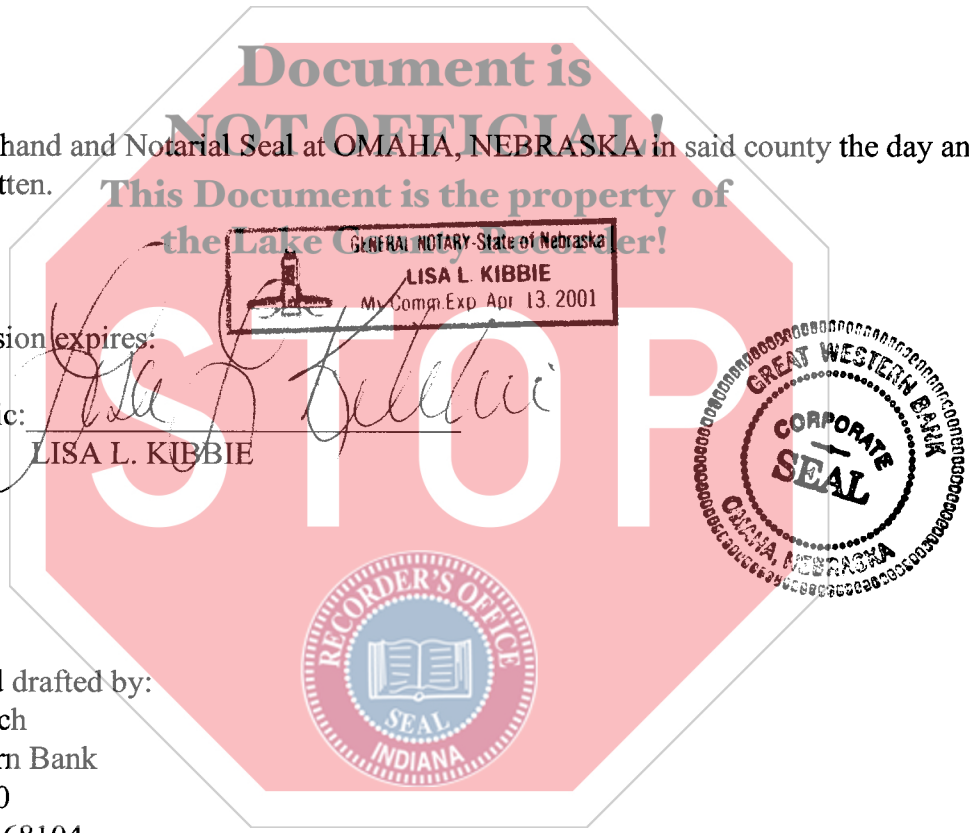 Document is
NOT OFFICIAL!
hand and Notarial Seal at OMAHA, NEBRASKA in said county the day an
tten.
This Document is the property of
the Lake County Recorder!
GENERAL NOTARY-State of Nebraska
LISA L. KIBBIE
My Comm. Exp. Apr. 13, 2001
sion expires:
STOP
ic:
LISA L. KIBBIE
GREAT WESTERN BANK
CORPORATE
SEAL
OMAHA, NEBRASKA
RECORDER'S OFFICE
SEAL
INDIANA
d drafted by:
ch
rn Bank
0
68104